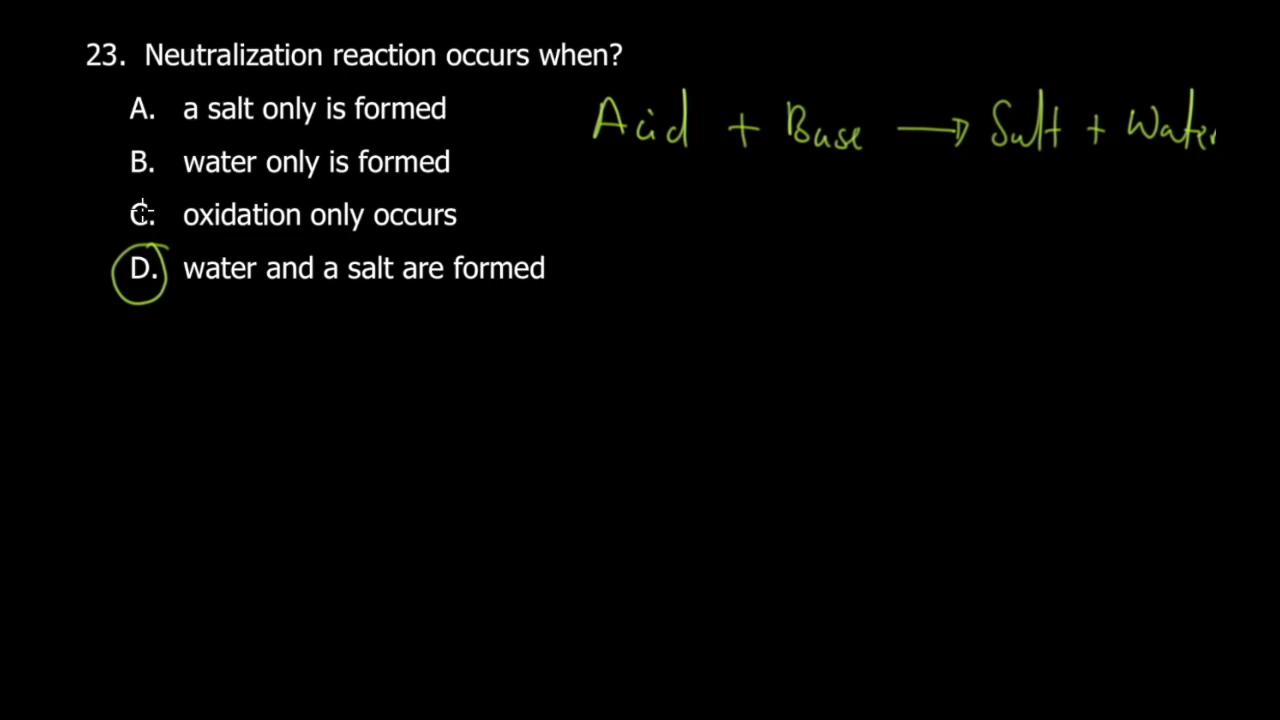 23. Neutralization reaction occurs when?
A. a salt only is formed
Acid + Base → Salt + Water
B. water only is formed
C. oxidation only occurs
D. water and a salt are formed